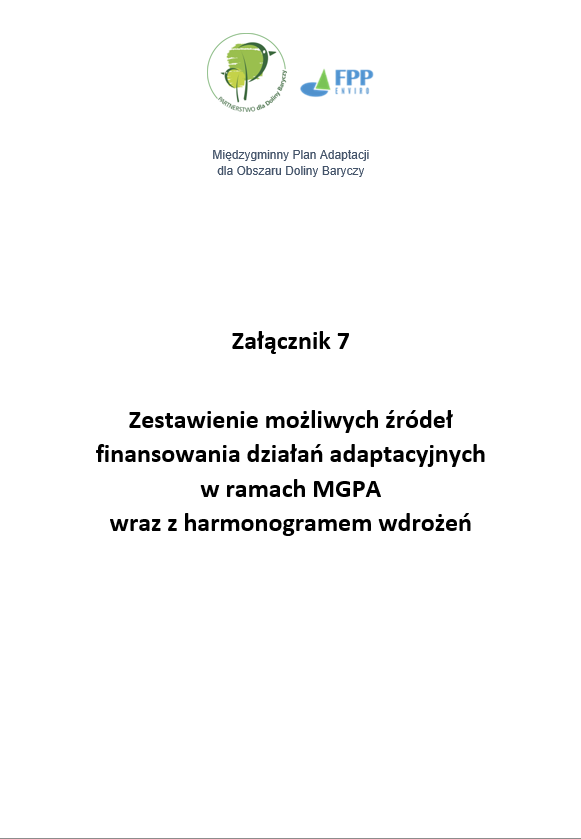 PARTNERSTWO dla Doliny Baryczy
FPP
ENVIRO
Międzygminny Plan Adaptacji
dla Obszaru Doliny Baryczy
Załącznik 7
Zestawienie możliwych źródeł
finansowania działań adaptacyjnych
w ramach MGPA
wraz z harmonogramem wdrożeń